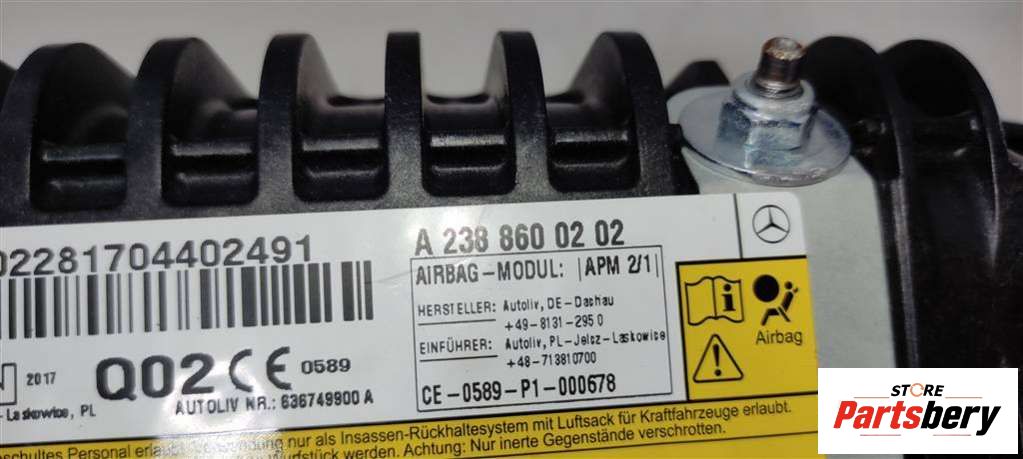 02281704402491
A 238 860 02 02
AIRBAG-MODUL: APM 2/1
HERSTELLER: Autoliv, DE-Dachau
+49-8131-295 0
EINFÜHRER: Autoliv, PL-Jelcz-Laskowice
+48-713810700
CE-0589-P1-000678
2017
Q02 CE 0589
- Laskowice, PL
AUTOLIV NR.: 636749900 A
Airbag
Personal nur als Insassen-Rückhaltesystem mit Luftsack für Kraftfahrzeuge erlaubt.
werden. Achtung: Nur inerte Gegenstände verschrotten.
STORE
Partsbery